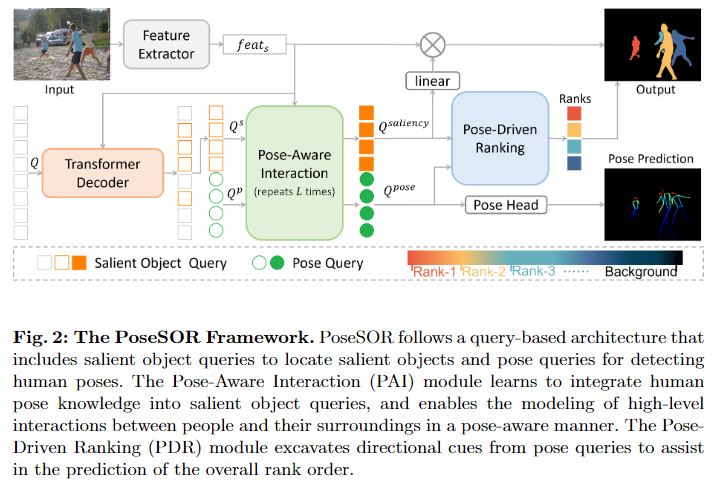 Input
Feature
Extractor
feat_s
linear
Output
Q
Transformer
Decoder
Q^s
Q^p
Pose-Aware
Interaction
(repeats L times)
Q^saliency
Q^pose
Pose-Driven
Ranking
Ranks
Pose Head
Pose Prediction
Salient Object Query
Pose Query
Rank-1 Rank-2 Rank-3 ...... Background
Fig. 2: The PoseSOR Framework. PoseSOR follows a query-based architecture that
includes salient object queries to locate salient objects and pose queries for detecting
human poses. The Pose-Aware Interaction (PAI) module learns to integrate human
pose knowledge into salient object queries, and enables the modeling of high-level
interactions between people and their surroundings in a pose-aware manner. The Pose-
Driven Ranking (PDR) module excavates directional cues from pose queries to assist
in the prediction of the overall rank order.